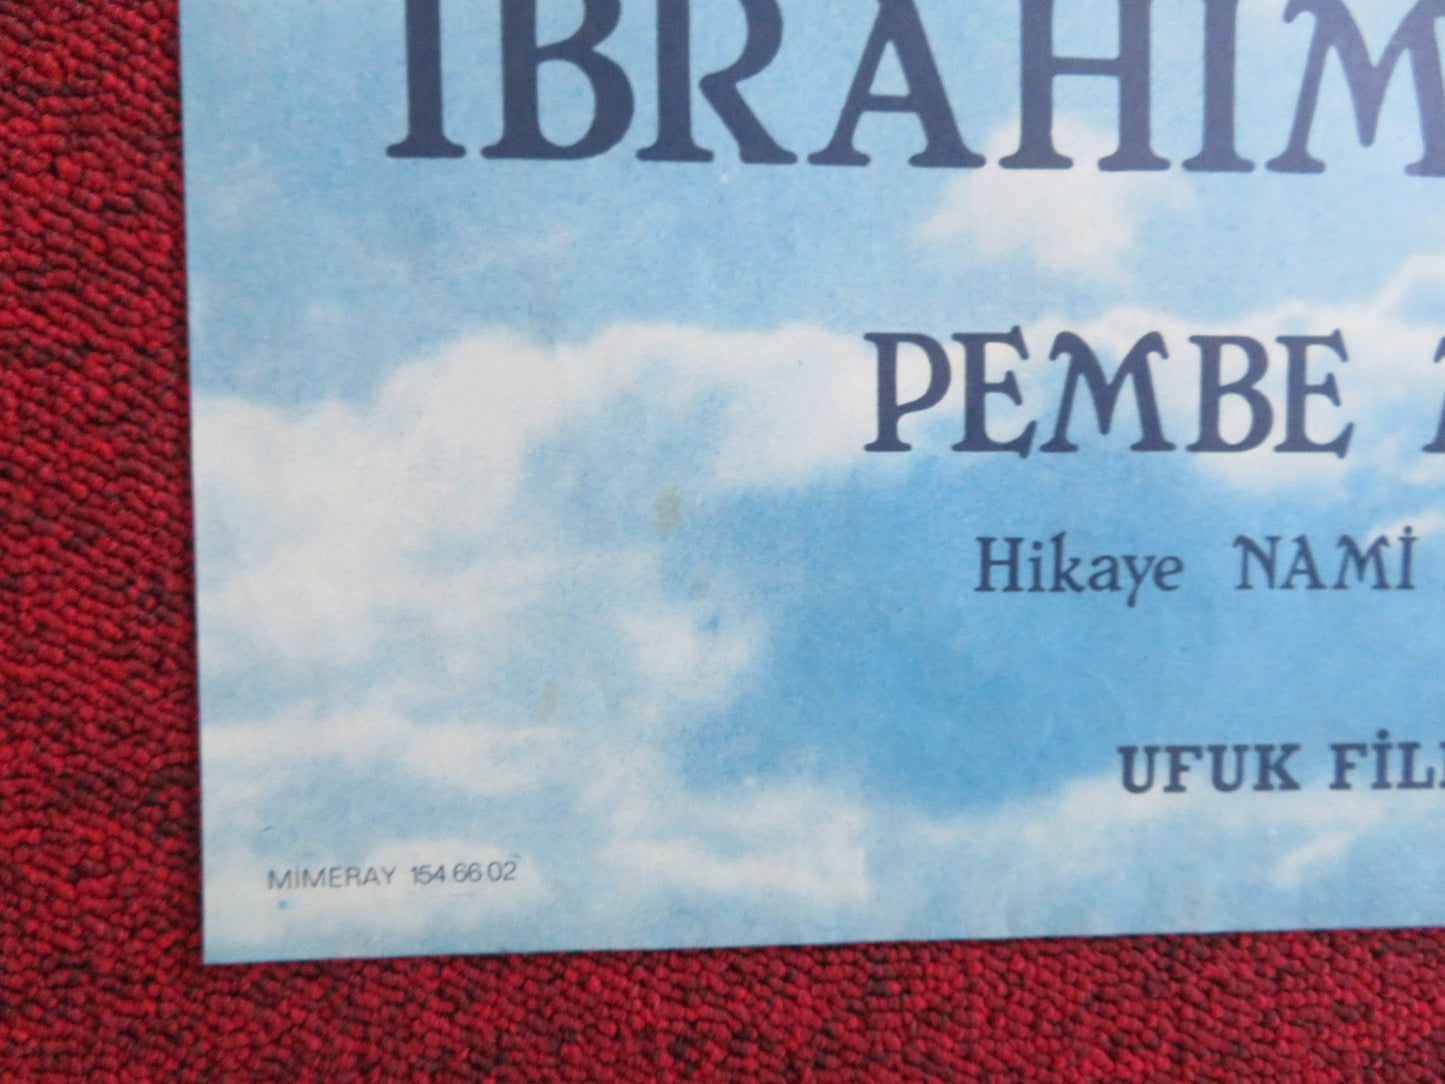 İBRAHİM
PEMBE
Hikaye NAMİ
UFUK FİL
MİMERAY 154 66 02